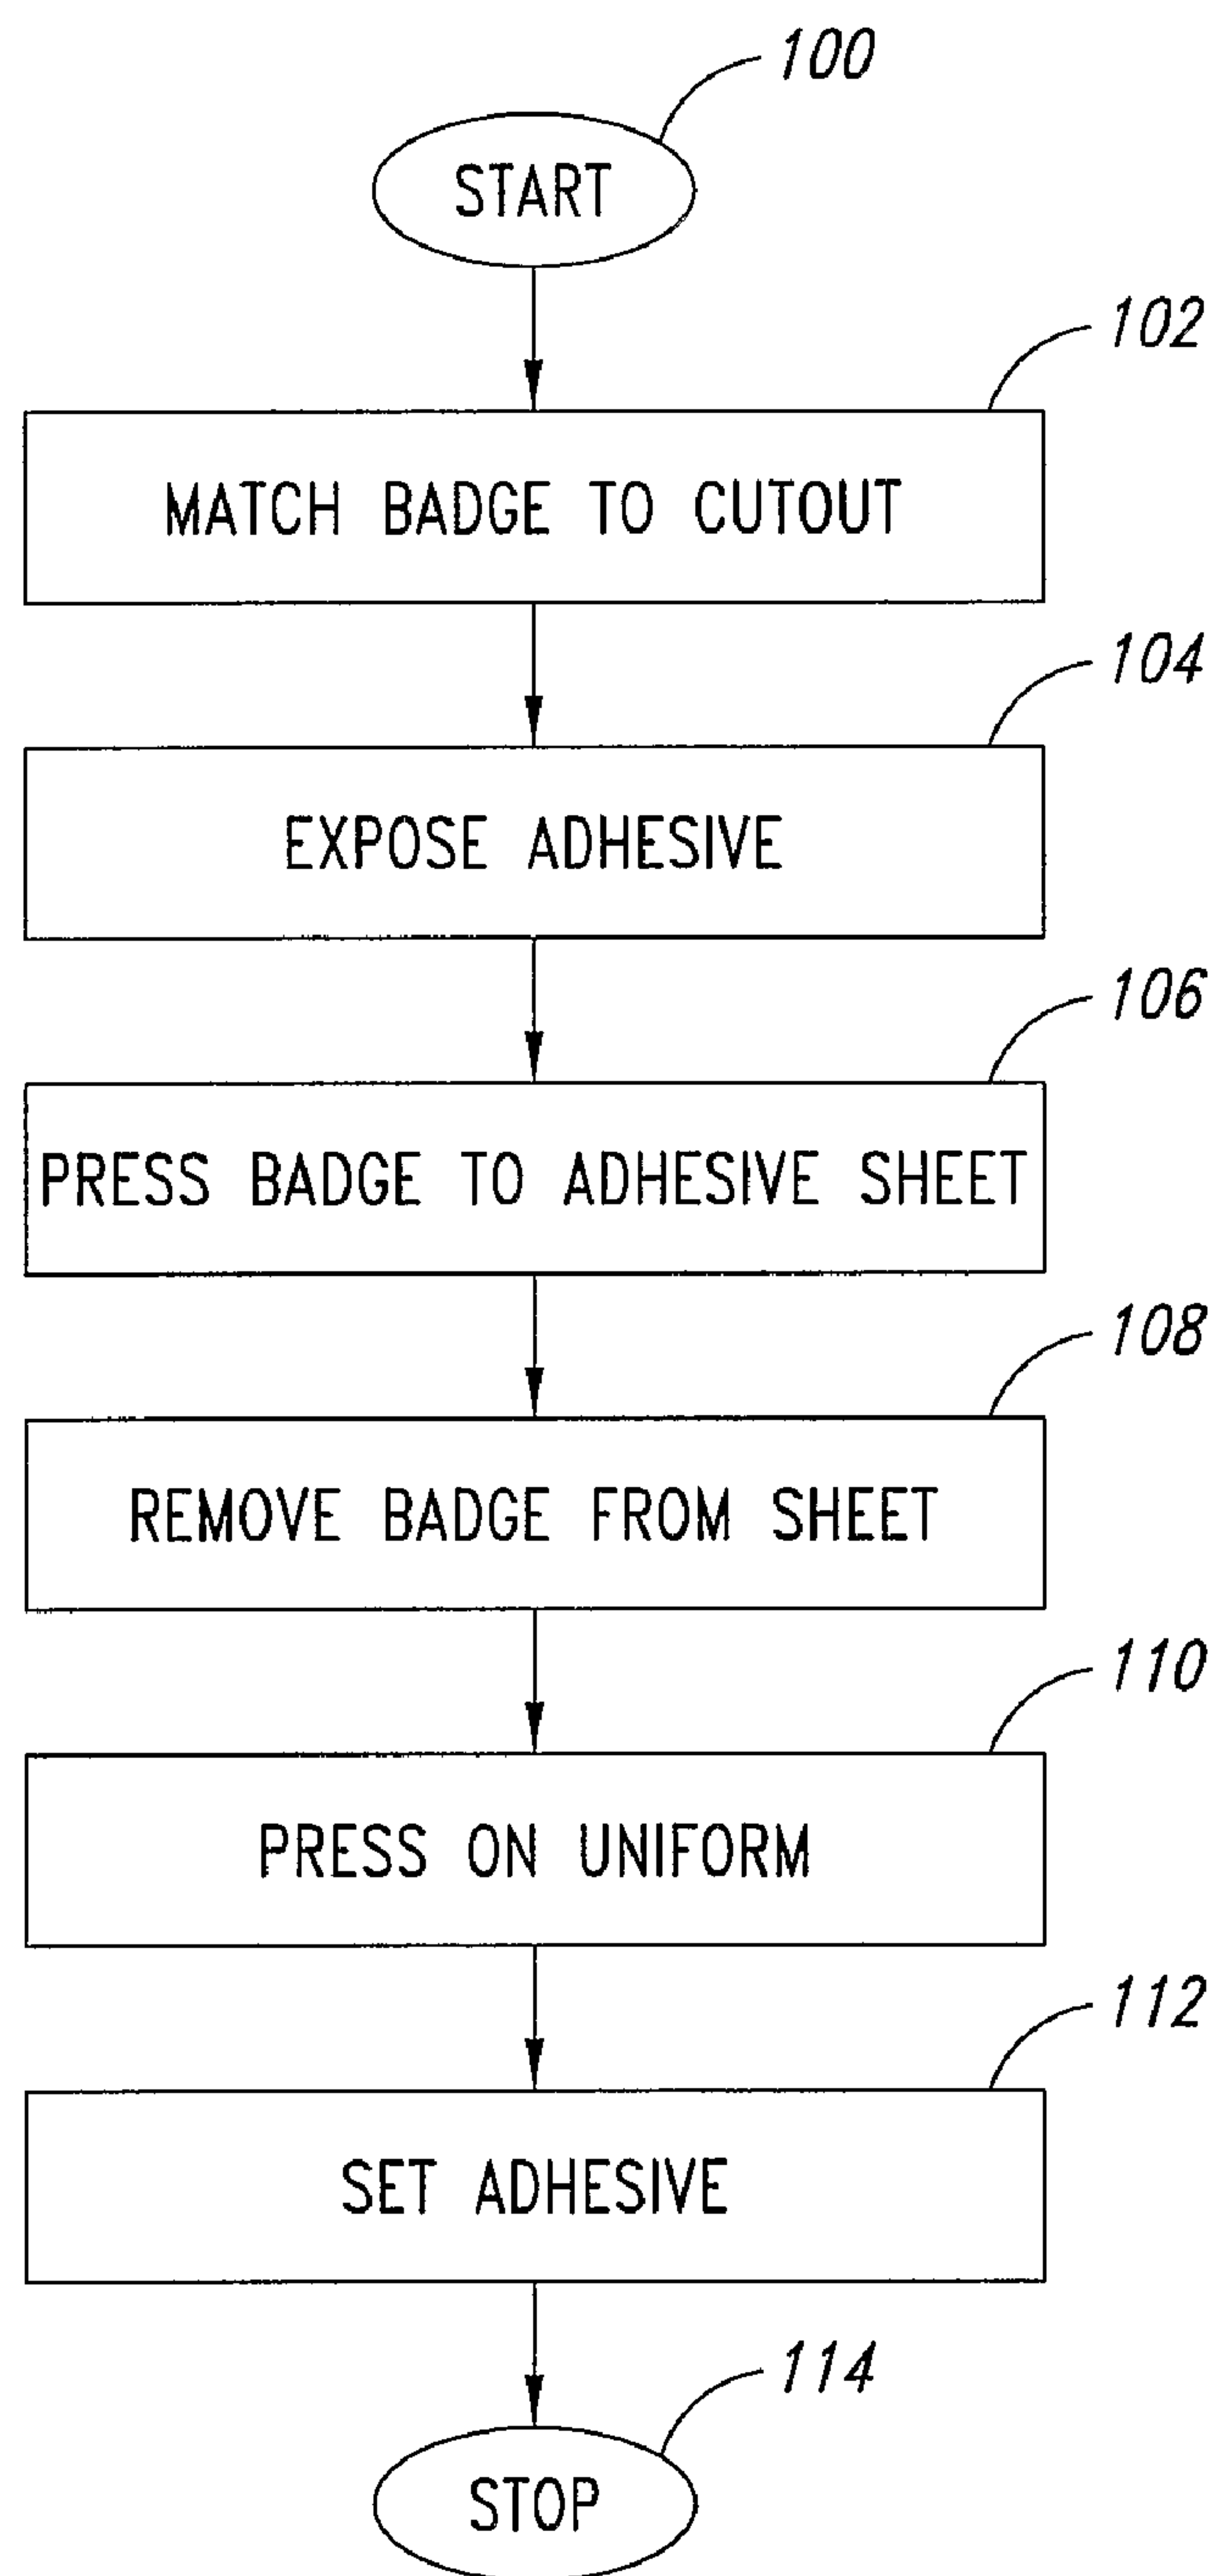 100
START
102
MATCH BADGE TO CUTOUT
104
EXPOSE ADHESIVE
106
PRESS BADGE TO ADHESIVE SHEET
108
REMOVE BADGE FROM SHEET
110
PRESS ON UNIFORM
112
SET ADHESIVE
114
STOP